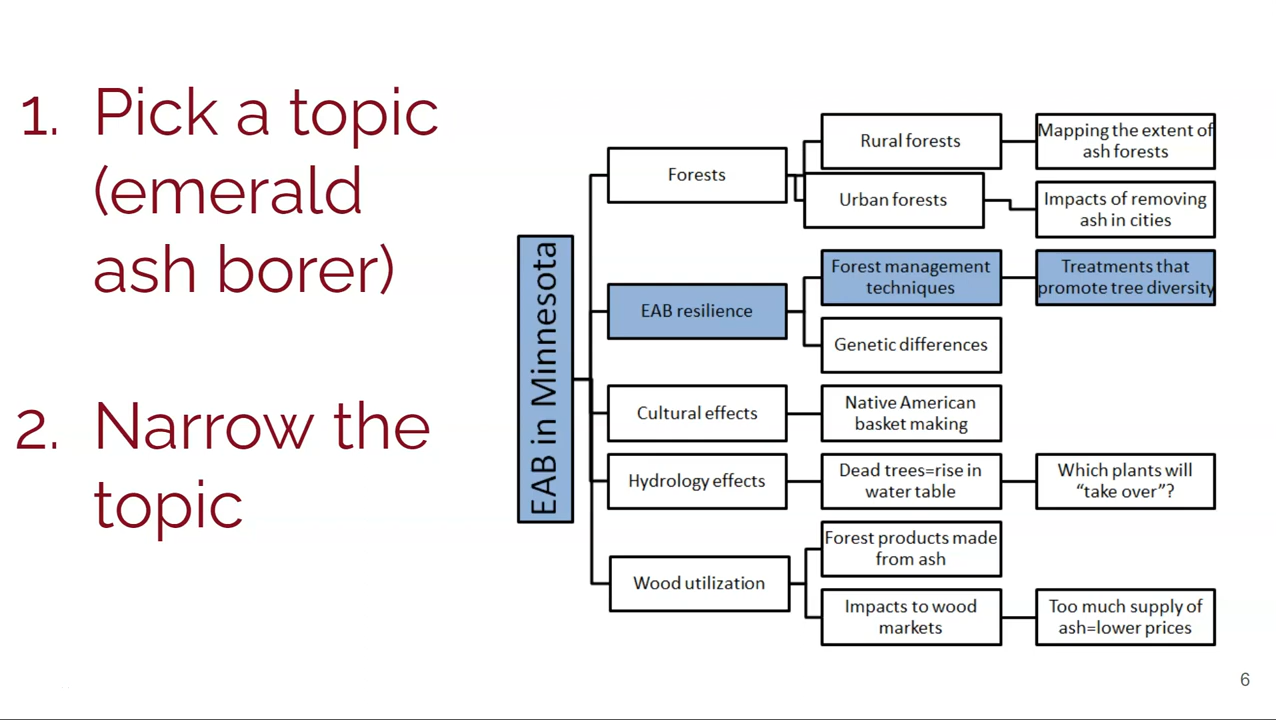 1. Pick a topic
(emerald
ash borer)
2. Narrow the
topic
EAB in Minnesota
Forests
Rural forests
Mapping the extent of
ash forests
Urban forests
Impacts of removing
ash in cities
EAB resilience
Forest management
techniques
Treatments that
promote tree diversity
Genetic differences
Cultural effects
Native American
basket making
Hydrology effects
Dead trees=rise in
water table
Which plants will
“take over”?
Wood utilization
Forest products made
from ash
Impacts to wood
markets
Too much supply of
ash=lower prices
6